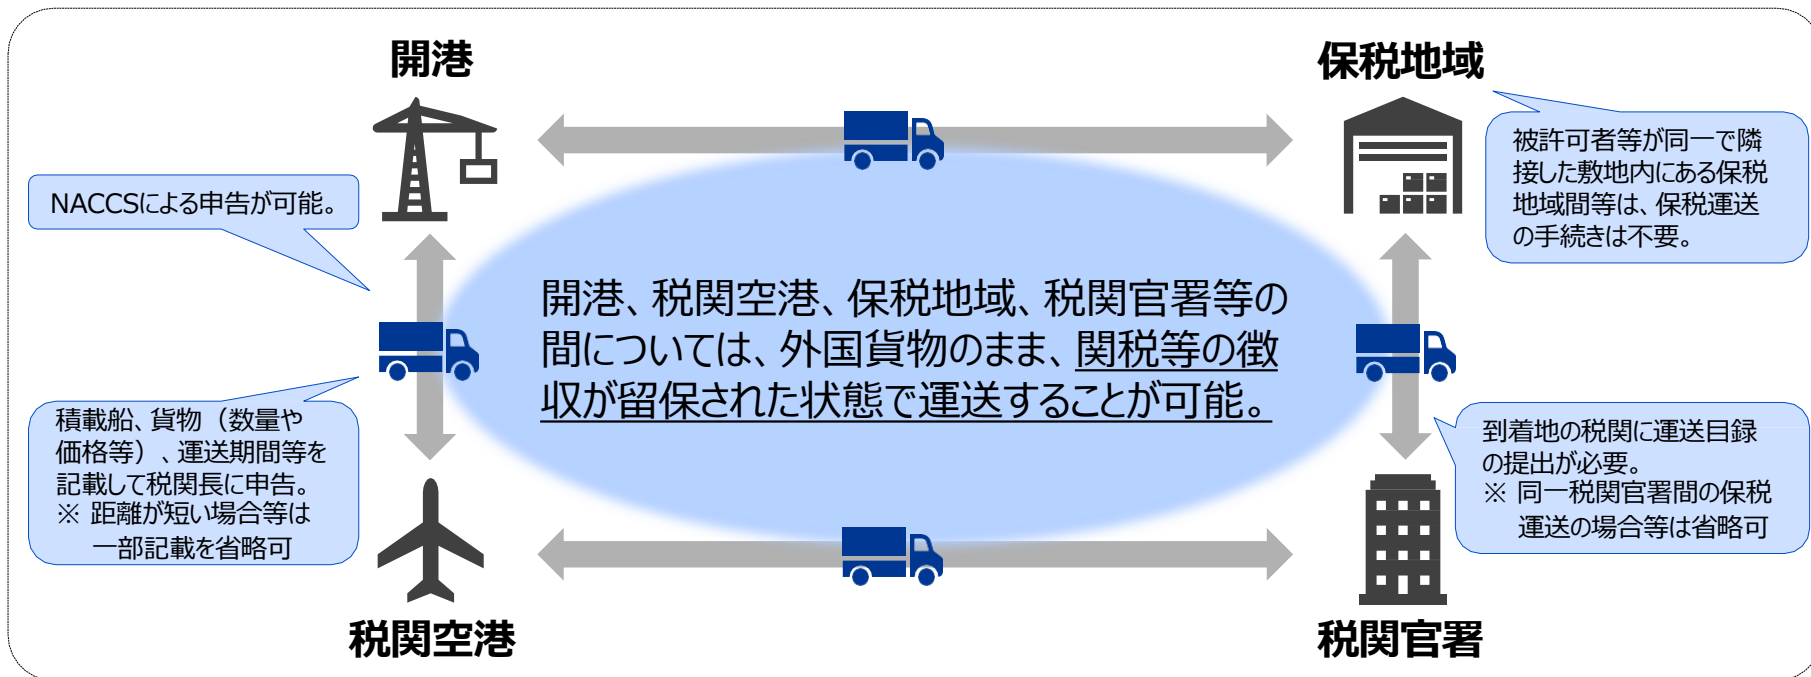 開港
保税地域
NACCSによる申告が可能。
被許可者等が同一で隣
接した敷地内にある保税
地域間等は、保税運送
の手続きは不要。
開港、税関空港、保税地域、税関官署等の
間については、外国貨物のまま、関税等の徴
収が留保された状態で運送することが可能。
積載船、貨物（数量や
価格等）、運送期間等を
記載して税関長に申告。
※ 距離が短い場合等は
一部記載を省略可
到着地の税関に運送目録
の提出が必要。
※ 同一税関官署間の保税
運送の場合等は省略可
税関空港
税関官署